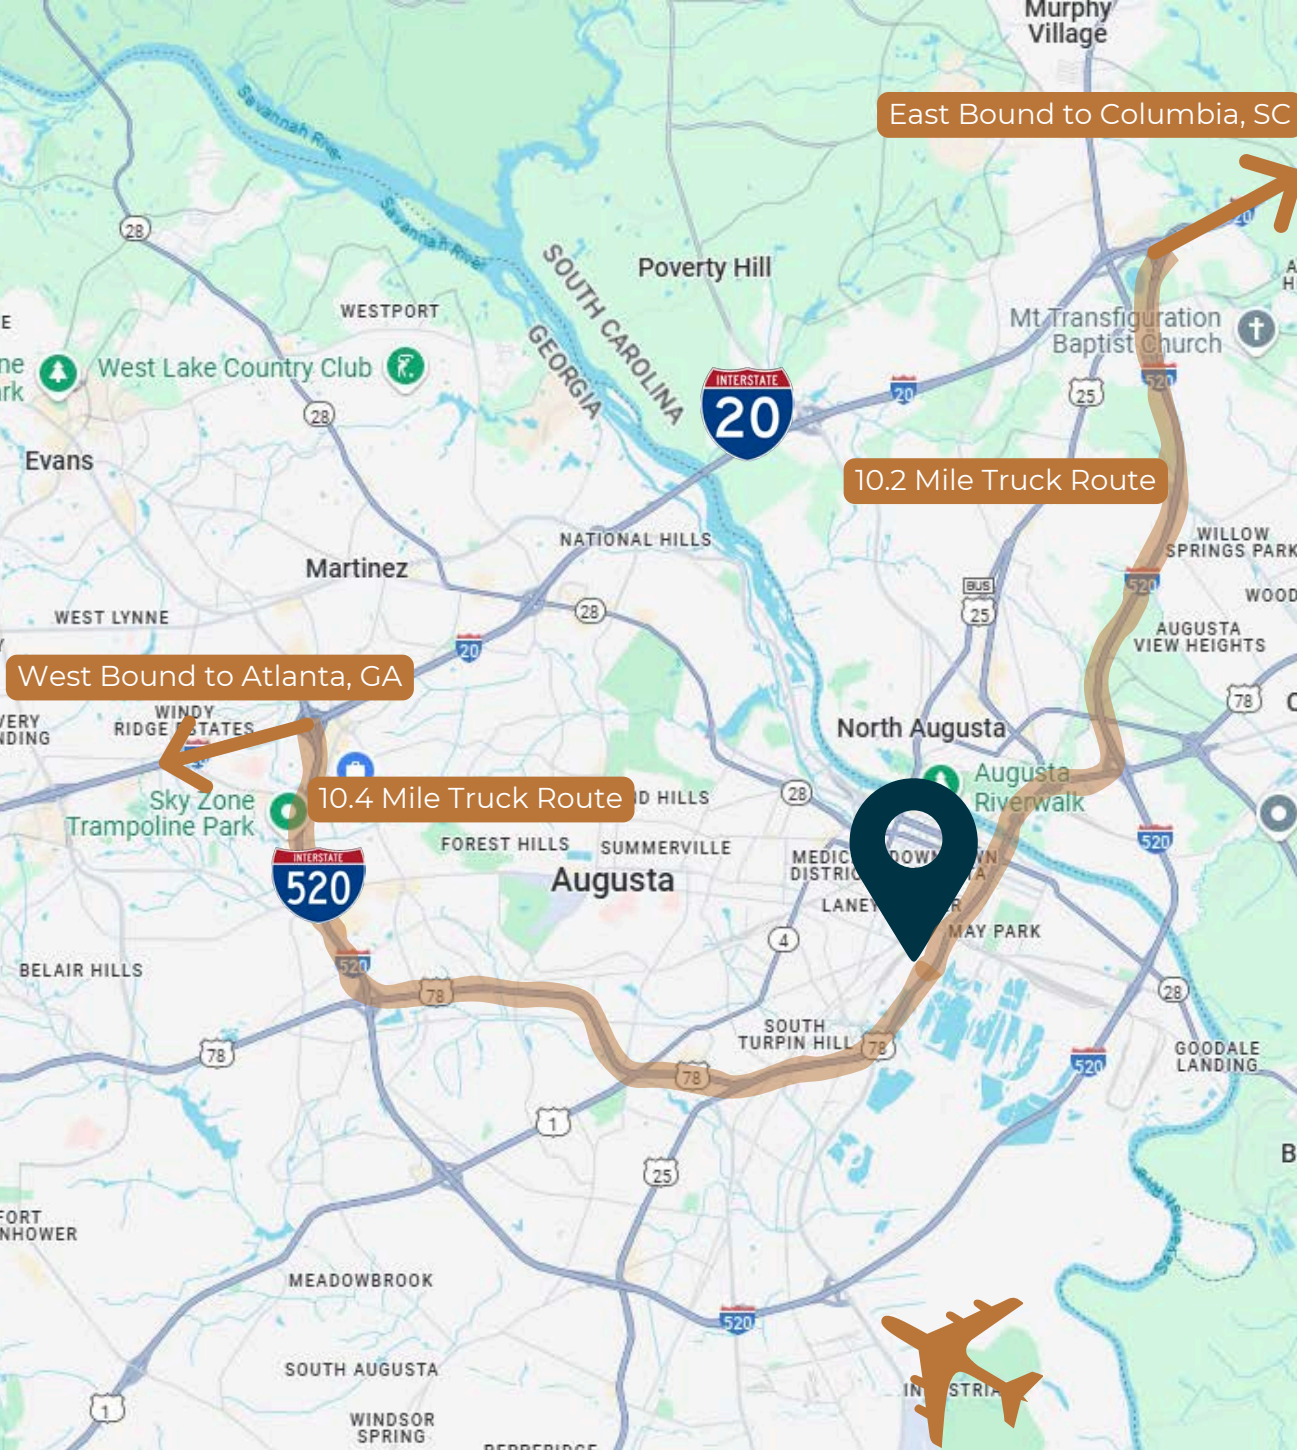 Murphy
Village
East Bound to Columbia, SC
Savannah River
28
Savannah River
20
SOUTH CAROLINA
GEORGIA
Poverty Hill
WESTPORT
Mt Transfiguration
Baptist Church
West Lake Country Club
INTERSTATE
20
20
520
25
28
Evans
10.2 Mile Truck Route
NATIONAL HILLS
WILLOW
SPRINGS PARK
Martinez
520
BUS
25
28
WEST LYNNE
AUGUSTA
VIEW HEIGHTS
20
West Bound to Atlanta, GA
78
WINDY
RIDGE ESTATES
North Augusta
Augusta
Riverwalk
Sky Zone
Trampoline Park
10.4 Mile Truck Route
28
520
FOREST HILLS
SUMMERVILLE
INTERSTATE
520
Augusta
MAY PARK
4
BELAIR HILLS
520
78
28
SOUTH
TURPIN HILL
78
78
GOODALE
LANDING
520
78
1
25
MEADOWBROOK
520
SOUTH AUGUSTA
1
WINDSOR
SPRING